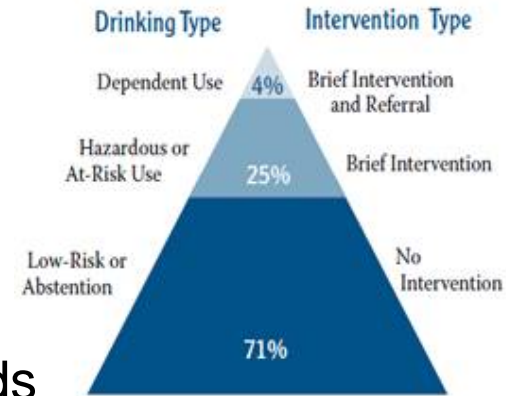 Drinking Type
Intervention Type
Dependent Use
4%
Brief Intervention
and Referral
Hazardous or
At-Risk Use
25%
Brief Intervention
Low-Risk or
Abstention
No
Intervention
71%